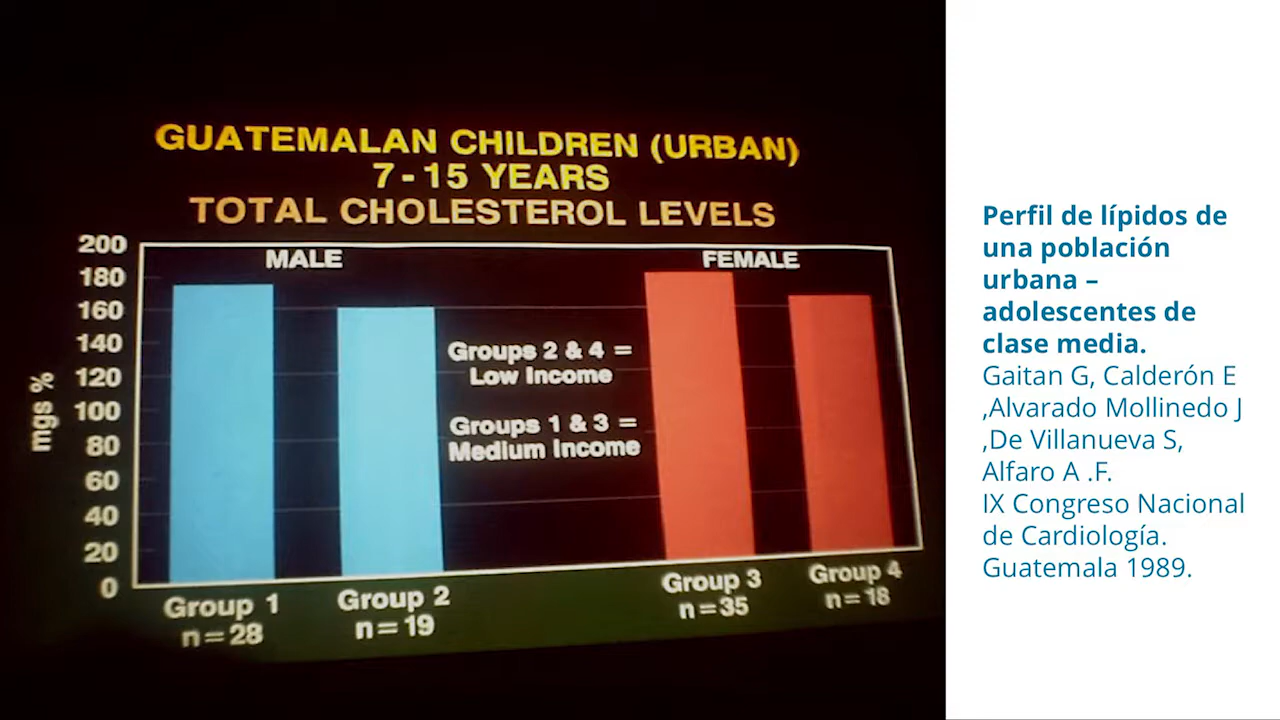 GUATEMALAN CHILDREN (URBAN)
7-15 YEARS
TOTAL CHOLESTEROL LEVELS
MALE
FEMALE
mgs %
200
180
160
140
120
100
80
60
40
20
0
Groups 2 & 4 =
Low Income
Groups 1 & 3 =
Medium Income
Group 1
n=28
Group 2
n=19
Group 3
n=35
Group 4
n=18
Perfil de lípidos de
una población
urbana –
adolescentes de
clase media.
Gaitan G, Calderón E
,Alvarado Mollinedo J
,De Villanueva S,
Alfaro A .F.
IX Congreso Nacional
de Cardiología.
Guatemala 1989.